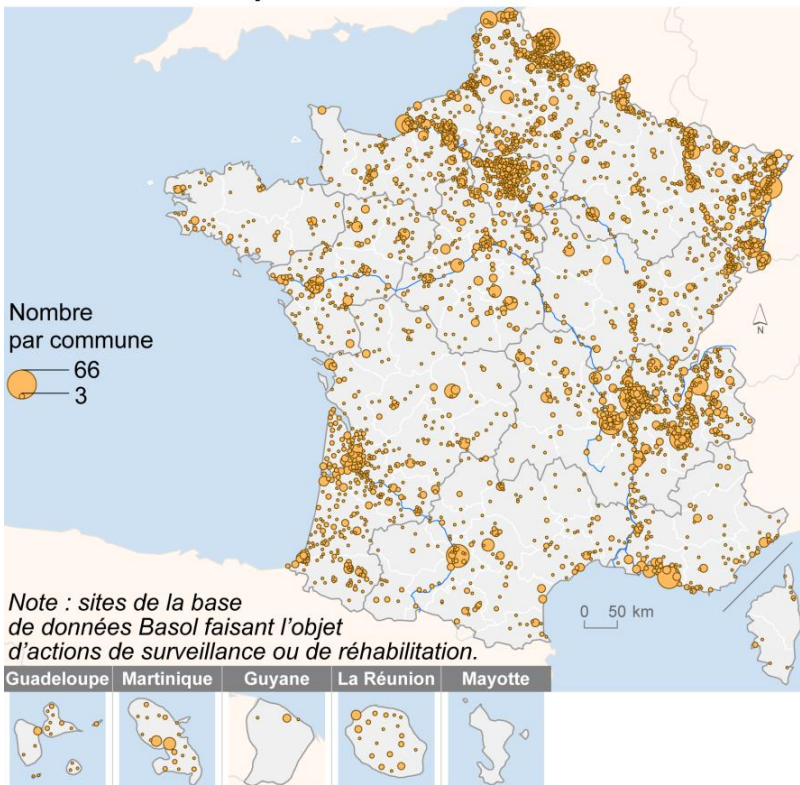 Nombre
par commune
66
3
N
0 50 km
Note : sites de la base
de données Basol faisant l'objet
d'actions de surveillance ou de réhabilitation.
Guadeloupe Martinique Guyane La Réunion Mayotte